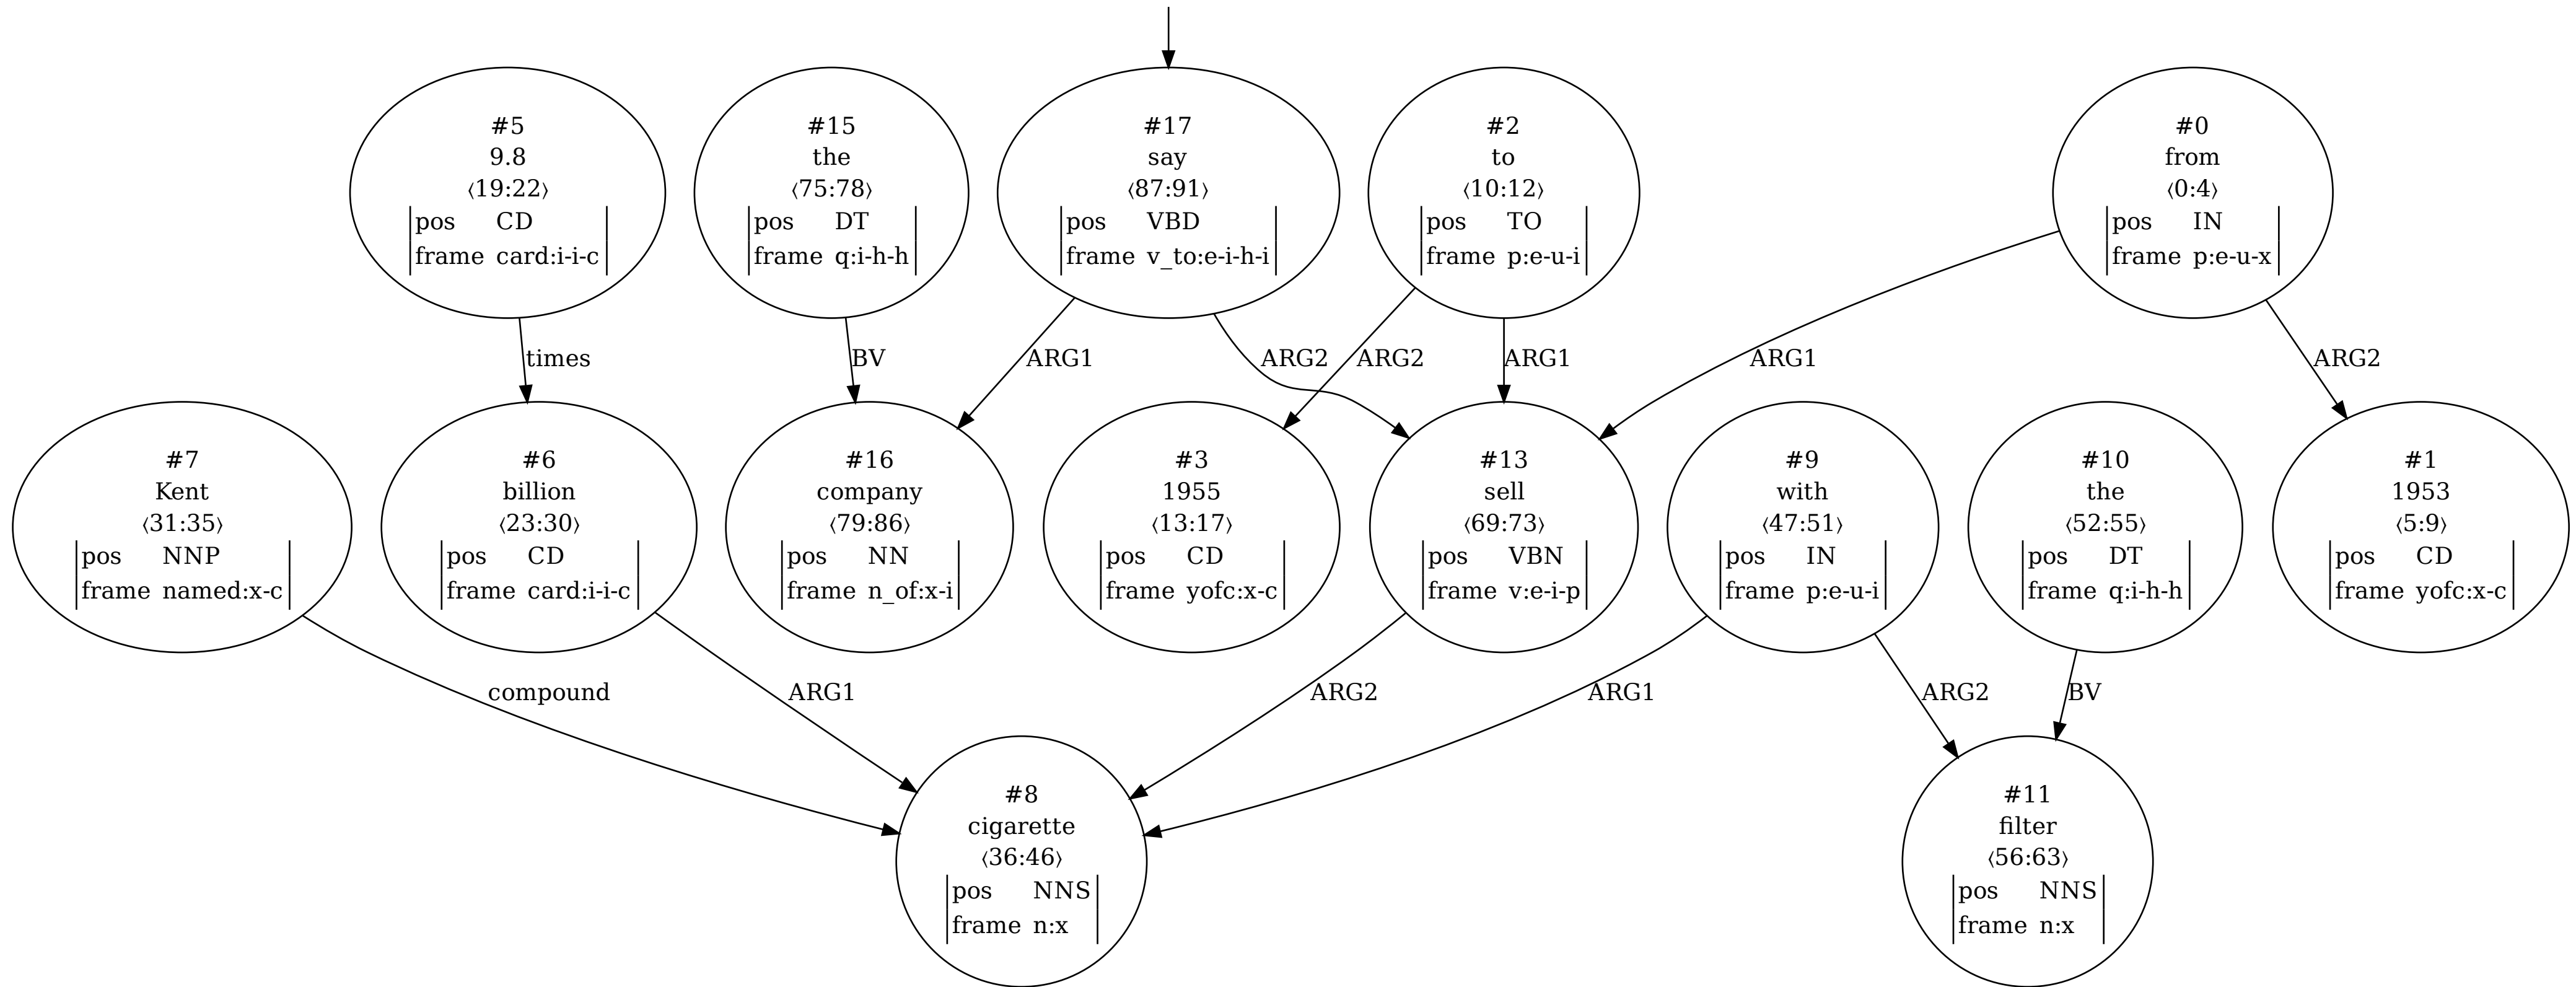 #5
9.8
⟨19:22⟩
pos CD
frame card:i-i-c
#15
the
⟨75:78⟩
pos DT
frame q:i-h-h
#17
say
⟨87:91⟩
pos VBD
frame v_to:e-i-h-i
#2
to
⟨10:12⟩
pos TO
frame p:e-u-i
#0
from
⟨0:4⟩
pos IN
frame p:e-u-x
times
BV
ARG1
ARG2
ARG2
ARG1
ARG1
ARG2
#7
Kent
⟨31:35⟩
pos NNP
frame named:x-c
#6
billion
⟨23:30⟩
pos CD
frame card:i-i-c
#16
company
⟨79:86⟩
pos NN
frame n_of:x-i
#3
1955
⟨13:17⟩
pos CD
frame yofc:x-c
#13
sell
⟨69:73⟩
pos VBN
frame v:e-i-p
#9
with
⟨47:51⟩
pos IN
frame p:e-u-i
#10
the
⟨52:55⟩
pos DT
frame q:i-h-h
#1
1953
⟨5:9⟩
pos CD
frame yofc:x-c
compound
ARG1
ARG2
ARG1
ARG2
BV
#8
cigarette
⟨36:46⟩
pos NNS
frame n:x
#11
filter
⟨56:63⟩
pos NNS
frame n:x